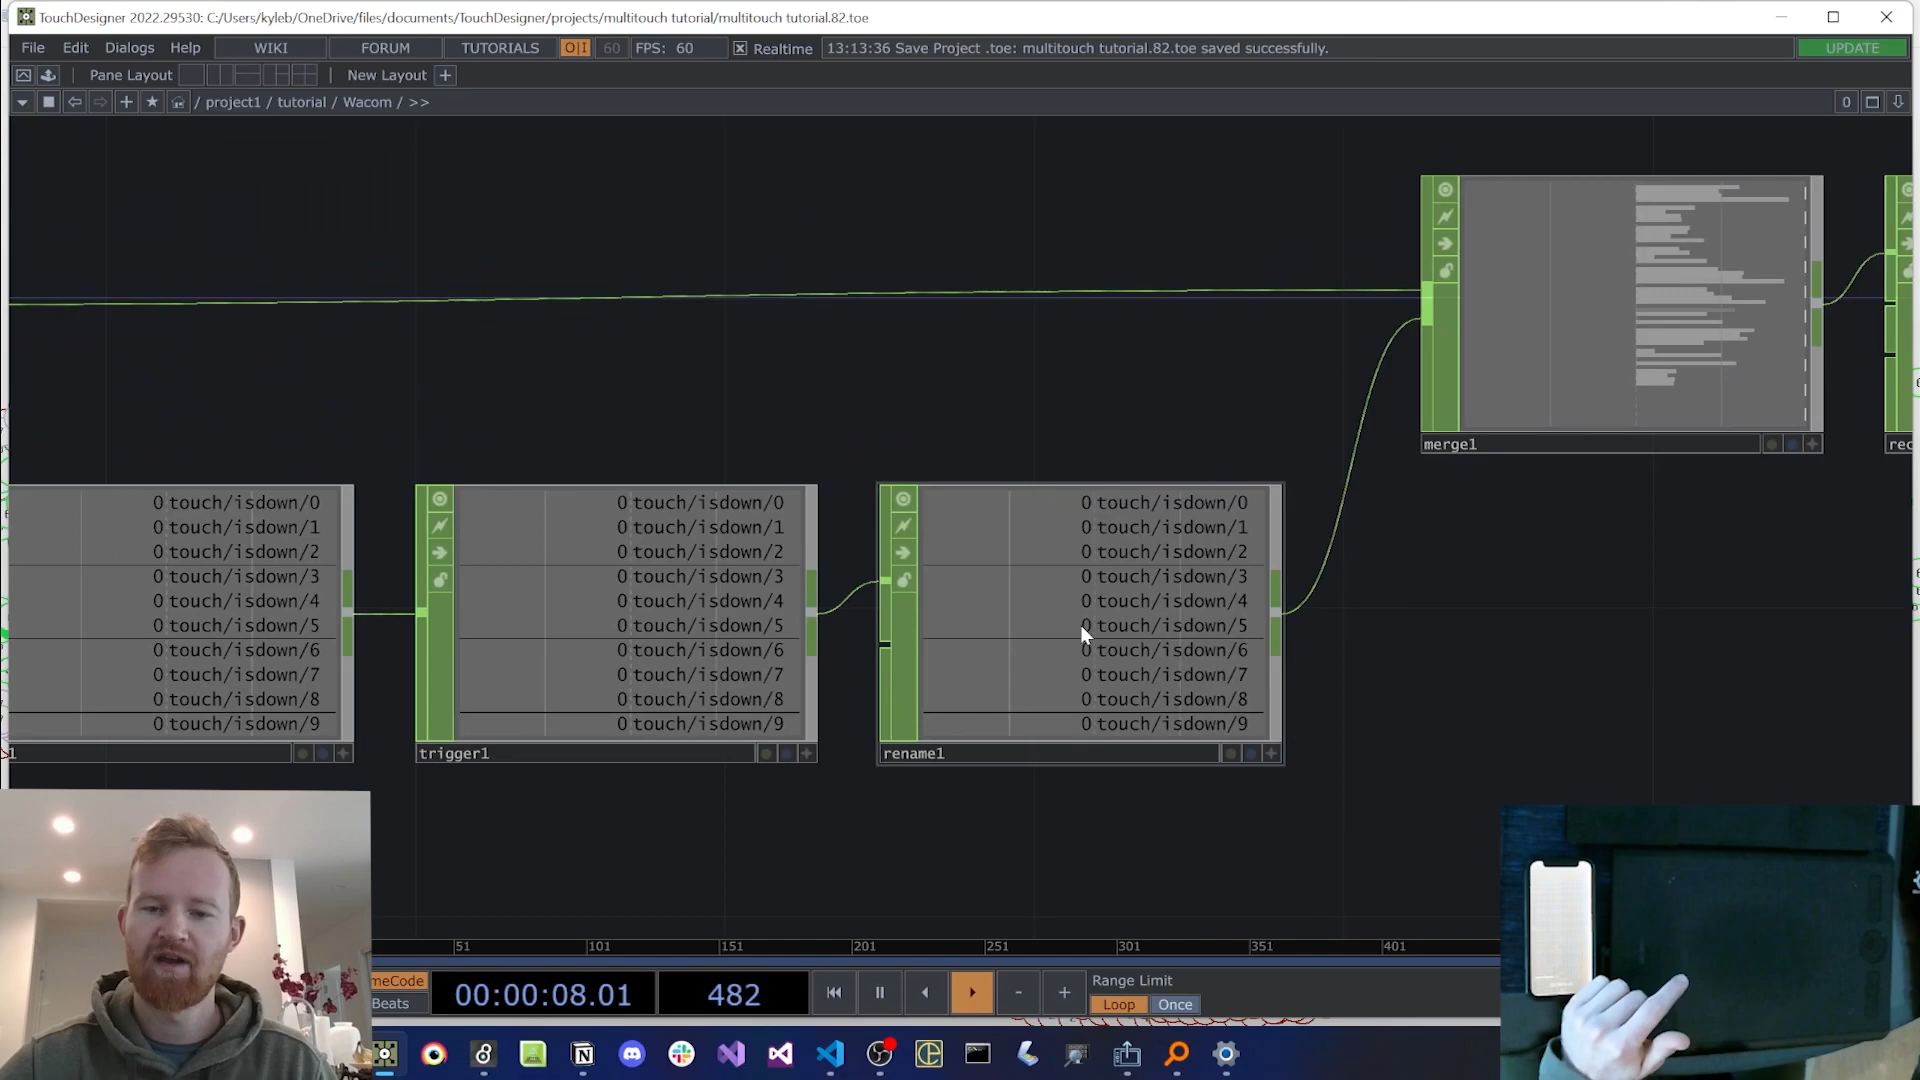 TouchDesigner 2022.29530: C:/Users/kyleb/OneDrive/files/documents/TouchDesigner/projects/multitouch tutorial/multitouch tutorial.82.toe
File Edit Dialogs Help WIKI FORUM TUTORIALS O|I 60 FPS: 60 Realtime 13:13:36 Save Project .toe: multitouch tutorial.82.toe saved successfully. UPDATE
Pane Layout New Layout +
/ project1 / tutorial / Wacom / >> 0
merge1
rec
0 touch/isdown/0
0 touch/isdown/1
0 touch/isdown/2
0 touch/isdown/3
0 touch/isdown/4
0 touch/isdown/5
0 touch/isdown/6
0 touch/isdown/7
0 touch/isdown/8
0 touch/isdown/9
1
0 touch/isdown/0
0 touch/isdown/1
0 touch/isdown/2
0 touch/isdown/3
0 touch/isdown/4
0 touch/isdown/5
0 touch/isdown/6
0 touch/isdown/7
0 touch/isdown/8
0 touch/isdown/9
trigger1
0 touch/isdown/0
0 touch/isdown/1
0 touch/isdown/2
0 touch/isdown/3
0 touch/isdown/4
0 touch/isdown/5
0 touch/isdown/6
0 touch/isdown/7
0 touch/isdown/8
0 touch/isdown/9
rename1
51 101 151 201 251 301 351 401
meCode
Beats
00:00:08.01
482
- +
Range Limit
Loop Once